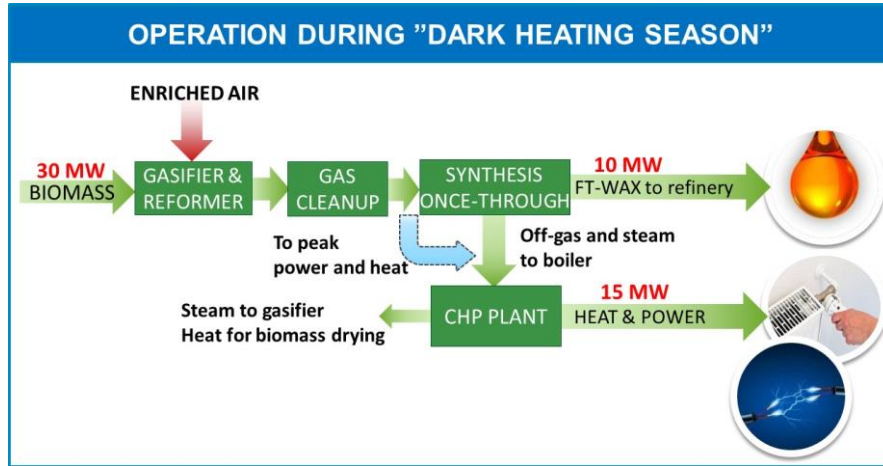 OPERATION DURING ”DARK HEATING SEASON”
ENRICHED AIR
30 MW
BIOMASS
GASIFIER &
REFORMER
GAS
CLEANUP
SYNTHESIS
ONCE-THROUGH
10 MW
FT-WAX to refinery
To peak
power and heat
Off-gas and steam
to boiler
Steam to gasifier
Heat for biomass drying
CHP PLANT
15 MW
HEAT & POWER